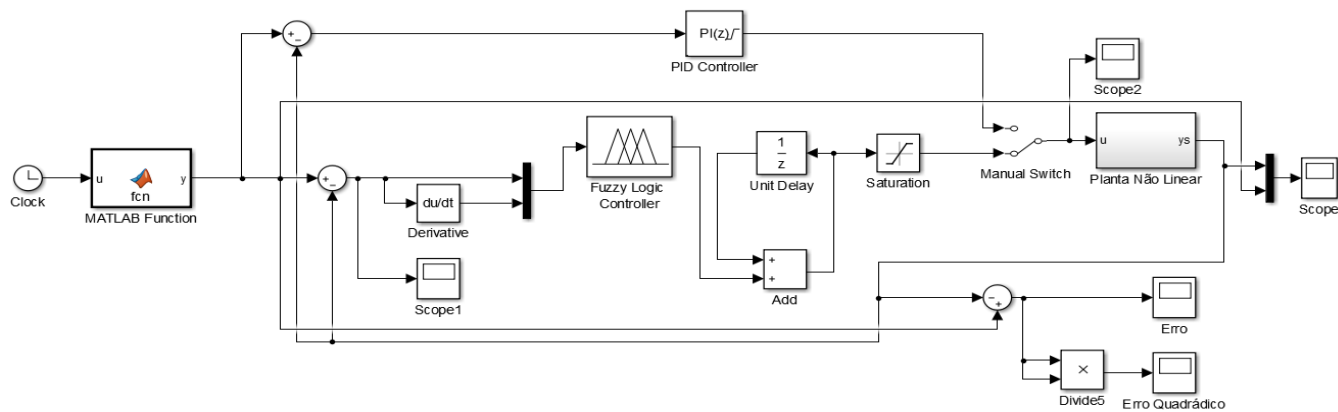 PI(z)
PID Controller
Scope2
Clock
u
fcn
y
MATLAB Function
du/dt
Derivative
Scope1
Fuzzy Logic
Controller
1
z
Unit Delay
Saturation
Manual Switch
u
ys
Planta Não Linear
Scope
+
+
Add
+
−
+
−
−
+
Erro
×
Divide5
Erro Quadrádico